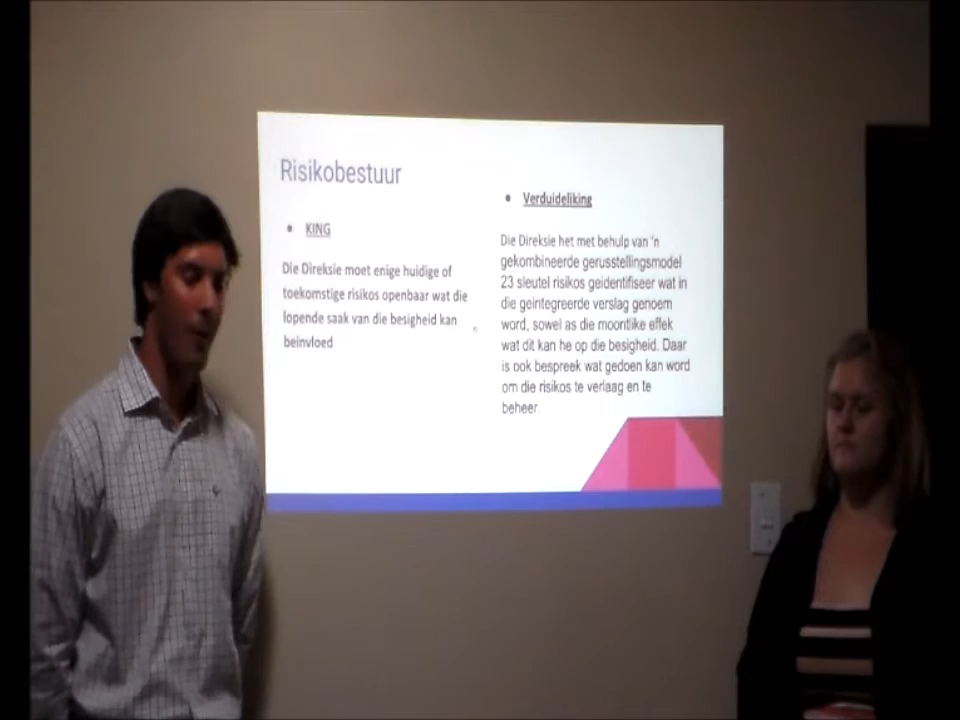 Risikobestuur
• KING
Die Direksie moet enige huidige of
toekomstige risikos openbaar wat die
lopende saak van die besigheid kan
beinvloed
• Verduideliking
Die Direksie het met behulp van 'n
gekombineerde gerusstellingsmodel
23 sleutel risikos geidentifiseer wat in
die geintegreerde verslag genoem
word, sowel as die moontlike effek
wat dit kan he op die besigheid. Daar
is ook bespreek wat gedoen kan word
om die risikos te verlaag en te
beheer.